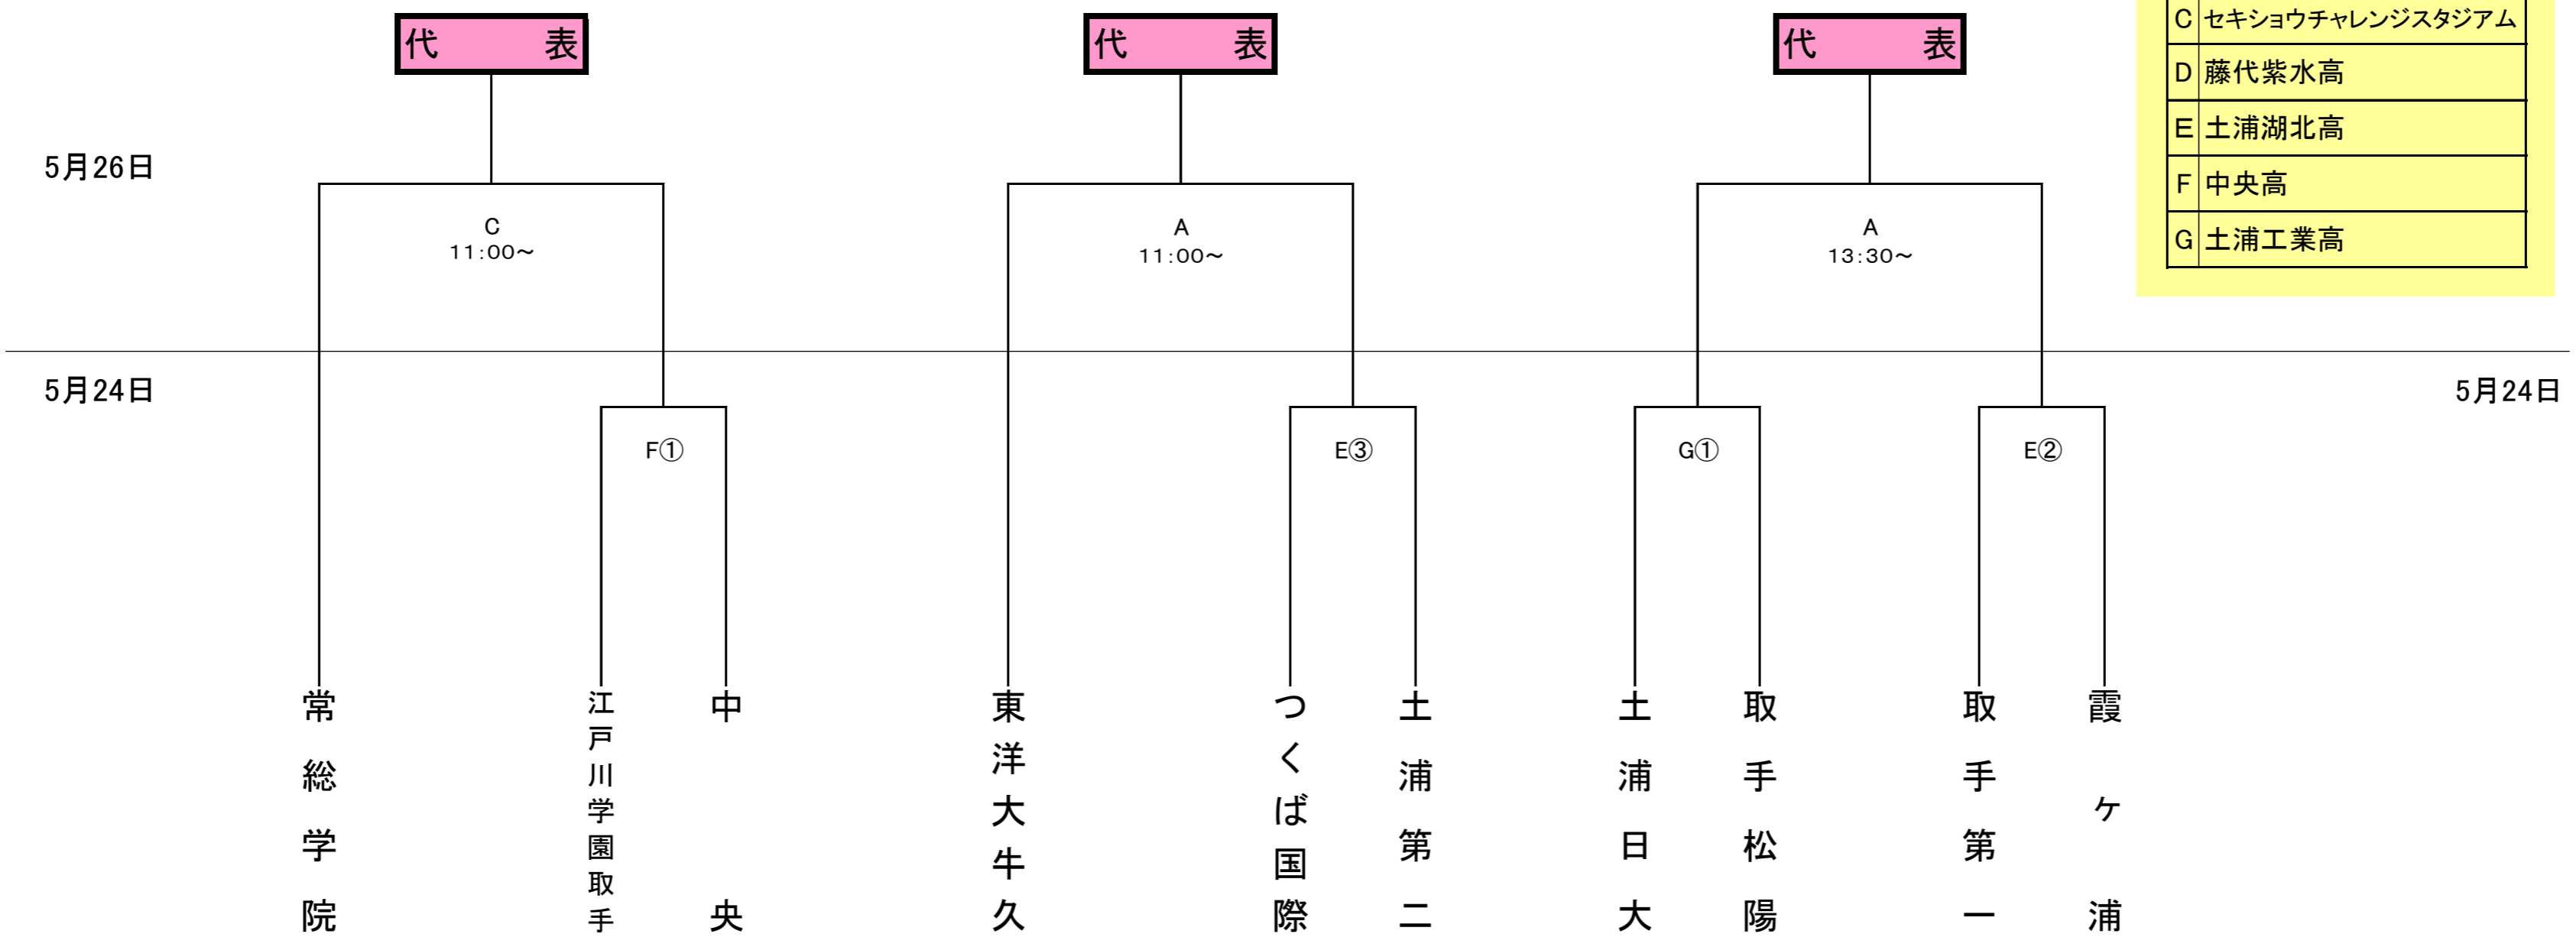 代表
代表
代表
C セキショウチャレンジスタジアム
D 藤代紫水高
E 土浦湖北高
F 中央高
G 土浦工業高
5月26日
C
11:00~
A
11:00~
A
13:30~
5月24日
5月24日
F①
E③
G①
E②
常総学院
江戸川学園取手
中央
東洋大牛久
つくば国際
土浦第二
土浦日大
取手松陽
取手第一
霞ヶ浦